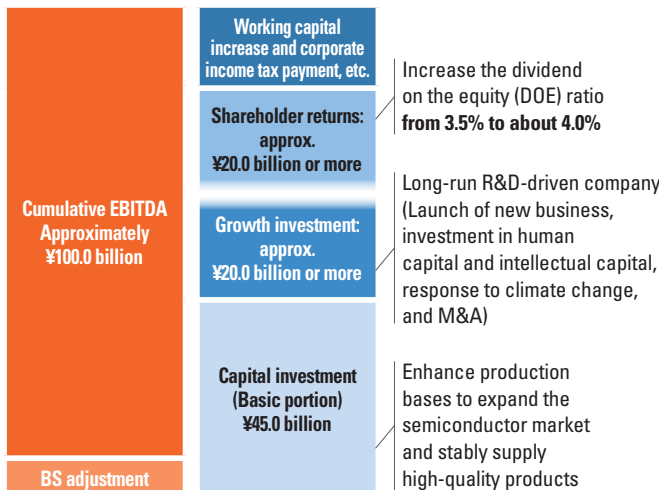 Cumulative EBITDA
Approximately
¥100.0 billion
BS adjustment
Working capital
increase and corporate
income tax payment, etc.
Shareholder returns:
approx.
¥20.0 billion or more
Growth investment:
approx.
¥20.0 billion or more
Capital investment
(Basic portion)
¥45.0 billion
Increase the dividend
on the equity (DOE) ratio
from 3.5% to about 4.0%
Long-run R&D-driven company
(Launch of new business,
investment in human
capital and intellectual capital,
response to climate change,
and M&A)
Enhance production
bases to expand the
semiconductor market
and stably supply
high-quality products